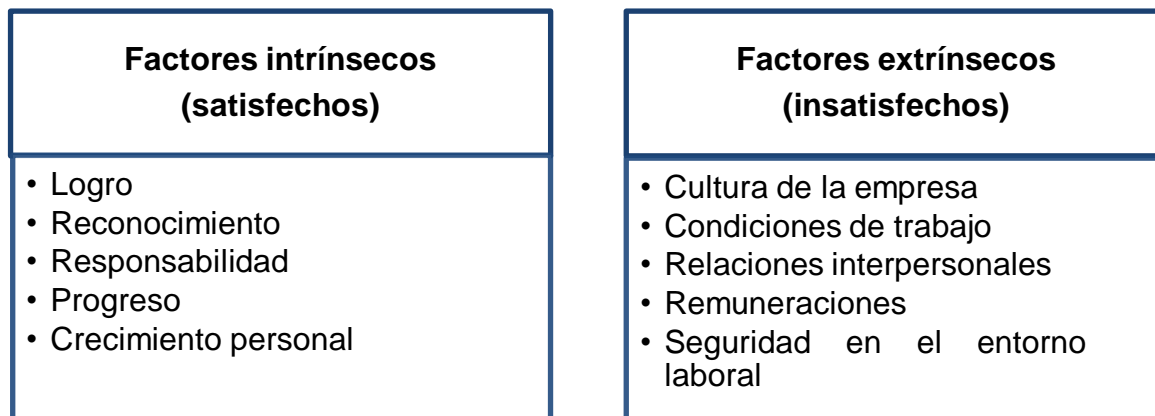 Factores intrínsecos
(satisfechos)
• Logro
• Reconocimiento
• Responsabilidad
• Progreso
• Crecimiento personal
Factores extrínsecos
(insatisfechos)
• Cultura de la empresa
• Condiciones de trabajo
• Relaciones interpersonales
• Remuneraciones
• Seguridad en el entorno
laboral